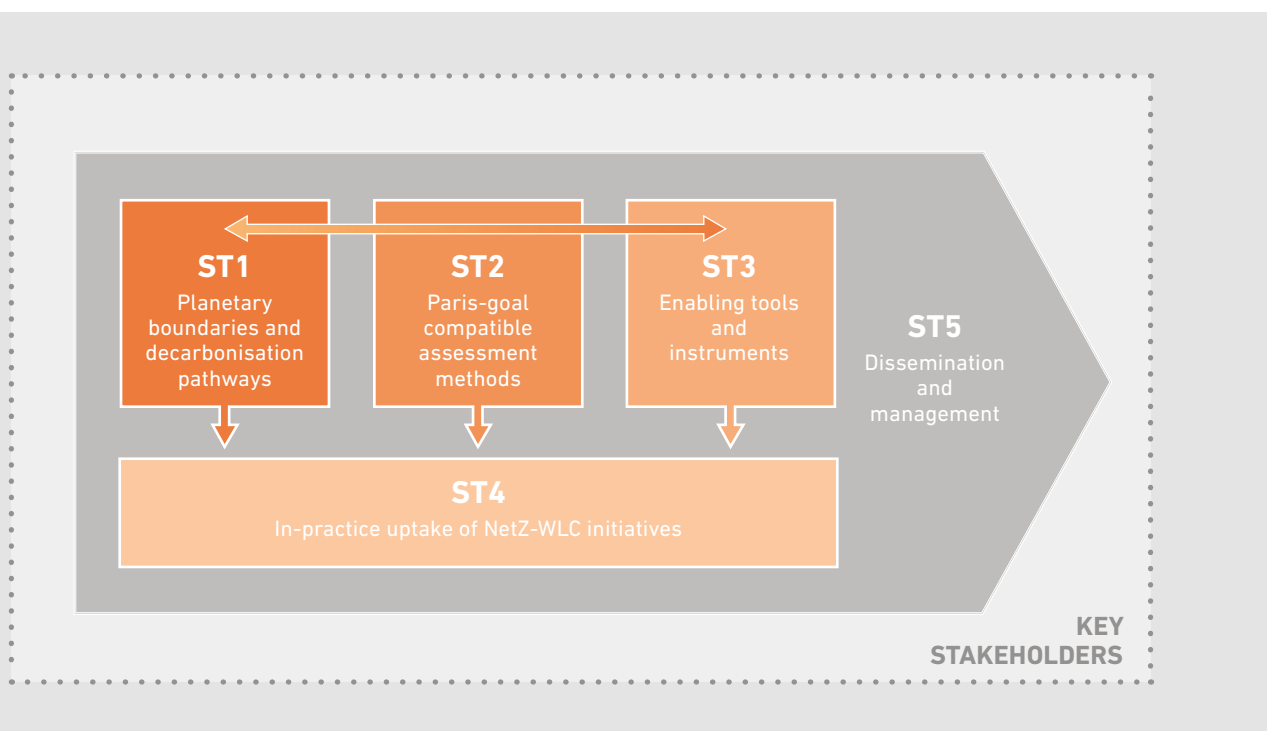 ST1
Planetary
boundaries and
decarbonisation
pathways
ST2
Paris-goal
compatible
assessment
methods
ST3
Enabling tools
and
instruments
ST4
In-practice uptake of NetZ-WLC initiatives
ST5
Dissemination
and
management
KEY
STAKEHOLDERS